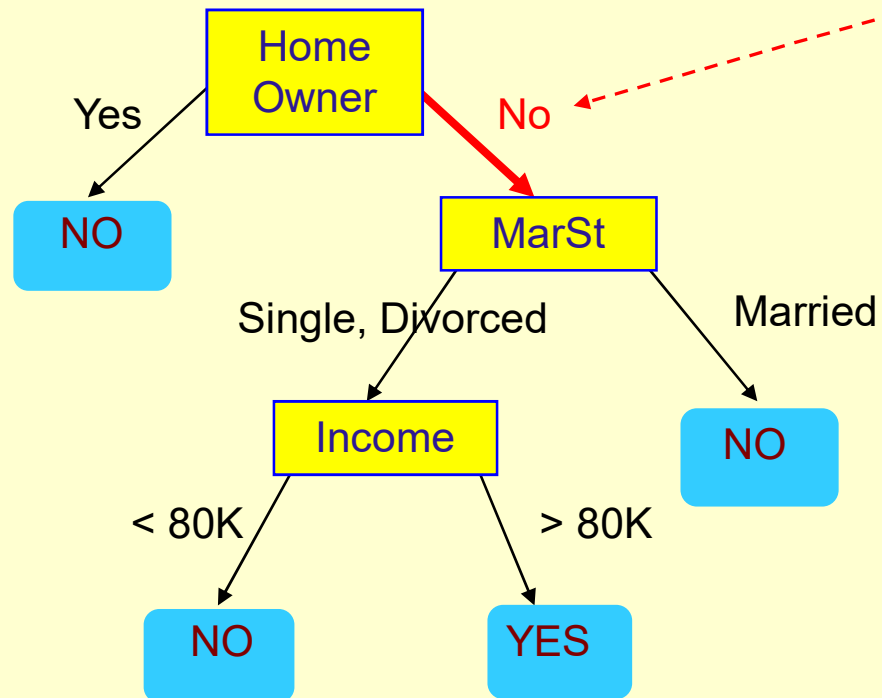 Home
Owner
Yes
No
NO
MarSt
Single, Divorced
Married
Income
NO
< 80K
> 80K
NO
YES